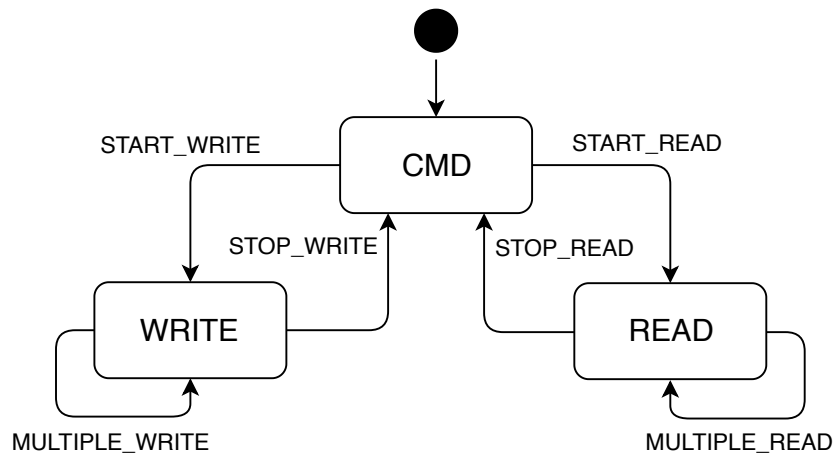 START_WRITE
START_READ
CMD
STOP_WRITE
STOP_READ
WRITE
READ
MULTIPLE_WRITE
MULTIPLE_READ